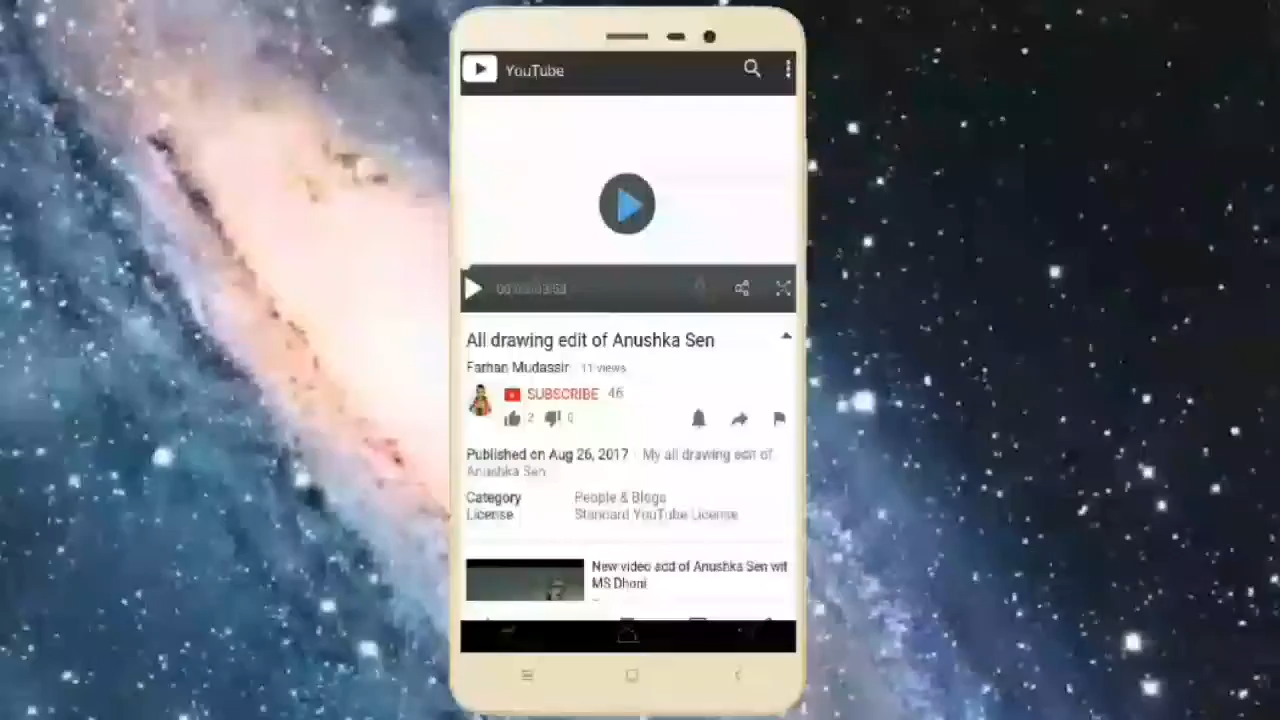 YouTube
All drawing edit of Anushka Sen
Farhan Mudassir 11 views
SUBSCRIBE 46
2 0
Published on Aug 26, 2017 · My all drawing edit of
Anushka Sen
Category People & Blogs
License Standard YouTube License
New video add of Anushka Sen wit
MS Dhoni